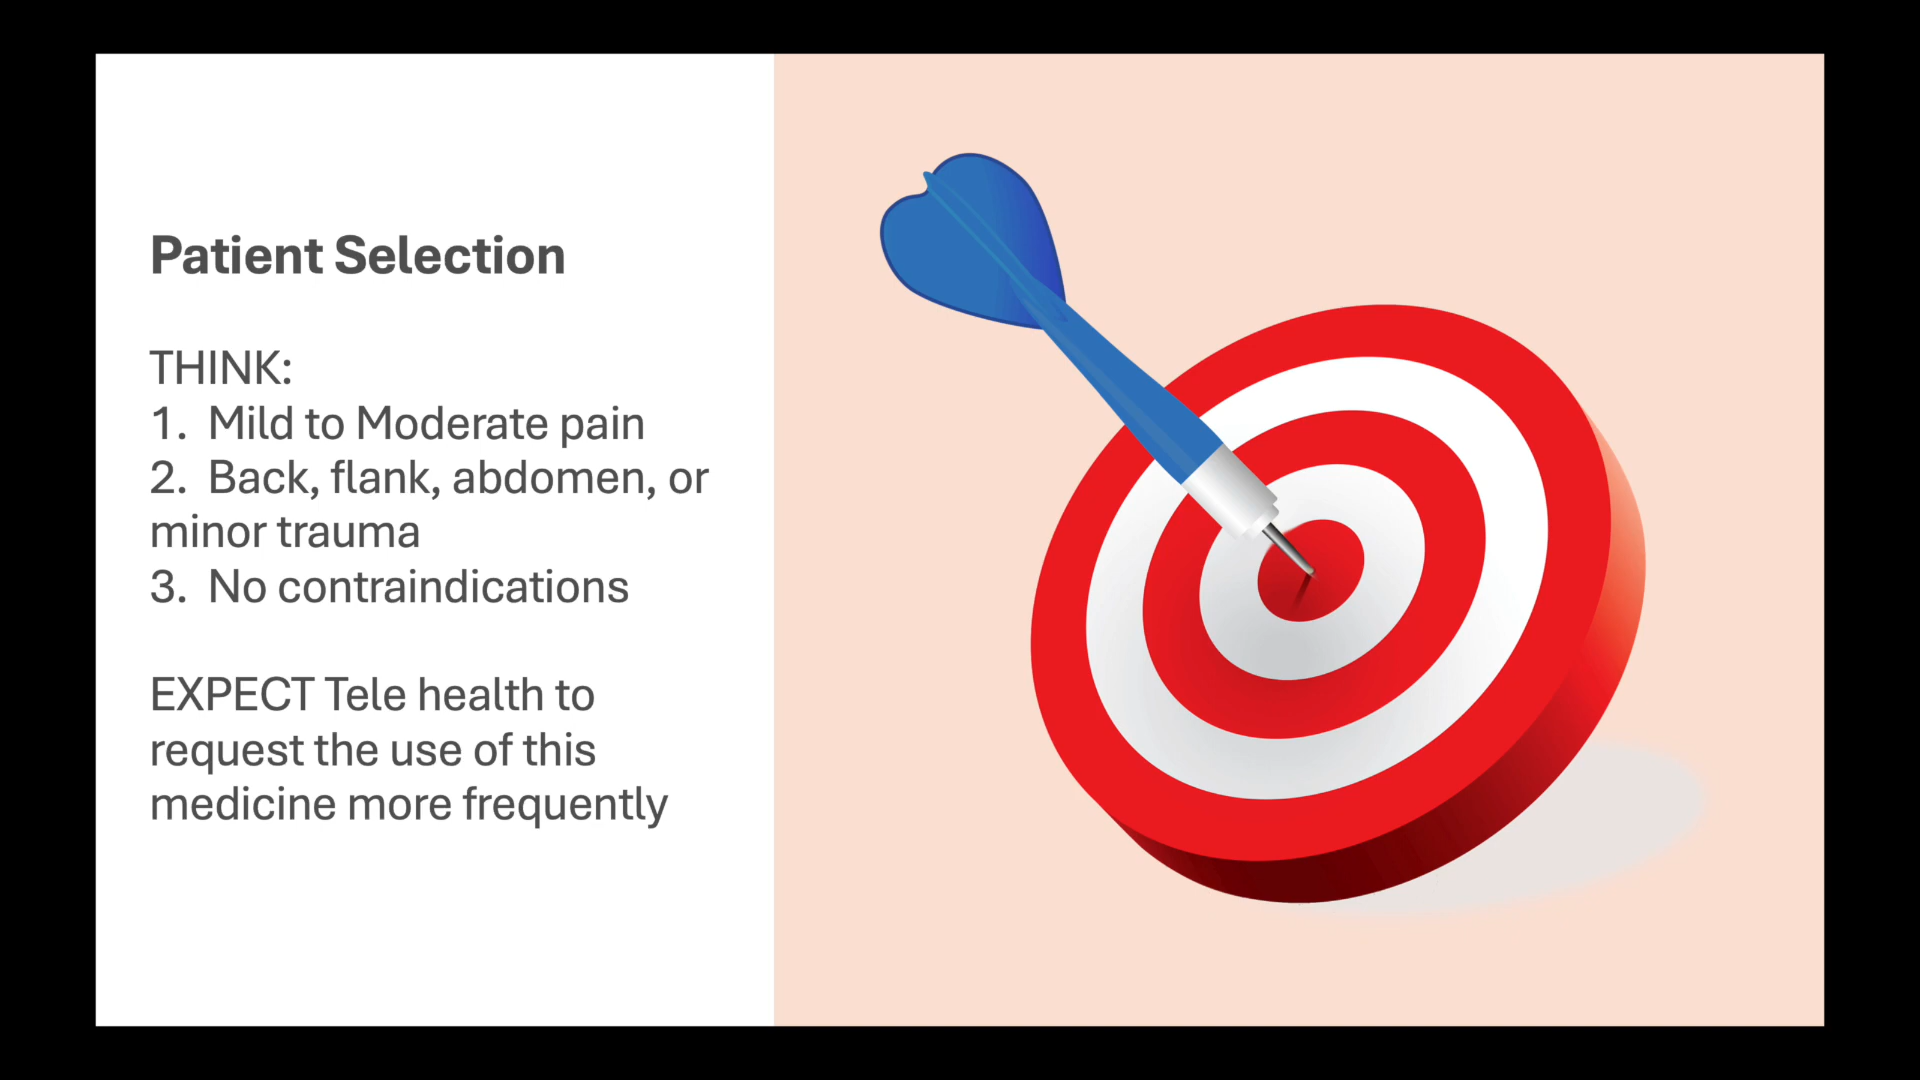 Patient Selection
THINK:
1. Mild to Moderate pain
2. Back, flank, abdomen, or
minor trauma
3. No contraindications
EXPECT Tele health to
request the use of this
medicine more frequently